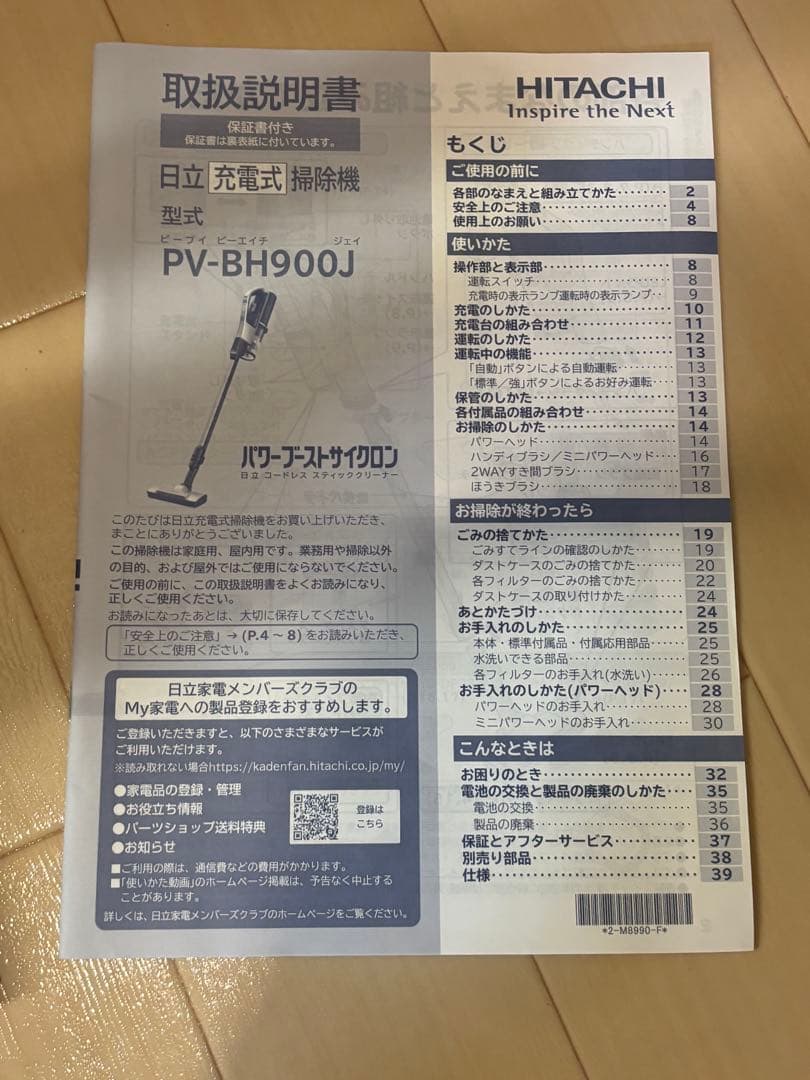 取扱説明書
保証書付き
保証書は裏表紙に付いています。
日立 充電式 掃除機
型式
ピーブイ ビーエイチ ジェイ
PV-BH900J
パワーブーストサイクロン
日立 コードレス スティッククリーナー
このたびは日立充電式掃除機をお買い上げいただき、
まことにありがとうございました。
この掃除機は家庭用、屋内用です。業務用や掃除以外
の目的、および屋外ではご使用にならないでください。
ご使用の前に、この取扱説明書をよくお読みになり、
正しくご使用ください。
お読みになったあとは、大切に保存してください。
「安全上のご注意」→(P.4～8)をお読みいただき、
正しくご使用ください。
日立家電メンバーズクラブの
My家電への製品登録をおすすめします。
ご登録いただきますと、以下のさまざまなサービスが
ご利用いただけます。
※読み取れない場合https://kadenfan.hitachi.co.jp/my/
●家電品の登録・管理
●お役立ち情報
●パーツショップ送料特典
●お知らせ
登録は
こちら
■ご利用の際は、通信費などの費用がかかります。
■「使いかた動画」のホームページ掲載は、予告なく中止する
ことがあります。
詳しくは、日立家電メンバーズクラブのホームページをご覧ください。
HITACHI
Inspire the Next
もくじ
ご使用の前に
各部のなまえと組み立てかた‥‥‥‥ 2
安全上のご注意‥‥‥‥‥‥‥‥ 4
使用上のお願い‥‥‥‥‥‥‥‥ 8
使いかた
操作部と表示部‥‥‥‥‥‥‥‥ 8
運転スイッチ‥‥‥‥‥‥‥‥ 8
充電時の表示ランプ運転時の表示ランプ‥ 9
充電のしかた‥‥‥‥‥‥‥‥ 10
充電台の組み合わせ‥‥‥‥‥‥ 11
運転のしかた‥‥‥‥‥‥‥‥ 12
運転中の機能‥‥‥‥‥‥‥‥ 13
「自動」ボタンによる自動運転‥‥‥ 13
「標準／強」ボタンによるお好み運転‥ 13
保管のしかた‥‥‥‥‥‥‥‥ 13
各付属品の組み合わせ‥‥‥‥‥ 14
お掃除のしかた‥‥‥‥‥‥‥ 14
パワーヘッド‥‥‥‥‥‥‥‥ 14
ハンディブラシ／ミニパワーヘッド‥ 16
2WAYすき間ブラシ‥‥‥‥‥‥ 17
ほうきブラシ‥‥‥‥‥‥‥‥ 18
お掃除が終わったら
ごみの捨てかた‥‥‥‥‥‥‥ 19
ごみすてラインの確認のしかた‥‥‥ 19
ダストケースのごみの捨てかた‥‥‥ 20
各フィルターのごみの捨てかた‥‥‥ 22
ダストケースの取り付けかた‥‥‥‥ 24
あとかたづけ‥‥‥‥‥‥‥‥ 24
お手入れのしかた‥‥‥‥‥‥‥ 25
本体・標準付属品・付属応用部品‥‥ 25
水洗いできる部品‥‥‥‥‥‥‥ 25
各フィルターのお手入れ(水洗い)‥‥ 26
お手入れのしかた(パワーヘッド)‥‥ 28
パワーヘッドのお手入れ‥‥‥‥‥ 28
ミニパワーヘッドのお手入れ‥‥‥‥ 30
こんなときは
お困りのとき‥‥‥‥‥‥‥‥ 32
電池の交換と製品の廃棄のしかた‥‥ 35
電池の交換‥‥‥‥‥‥‥‥‥ 35
製品の廃棄‥‥‥‥‥‥‥‥‥ 36
保証とアフターサービス‥‥‥‥‥ 37
別売り部品‥‥‥‥‥‥‥‥‥ 38
仕様‥‥‥‥‥‥‥‥‥‥‥ 39
*2-M8990-F*